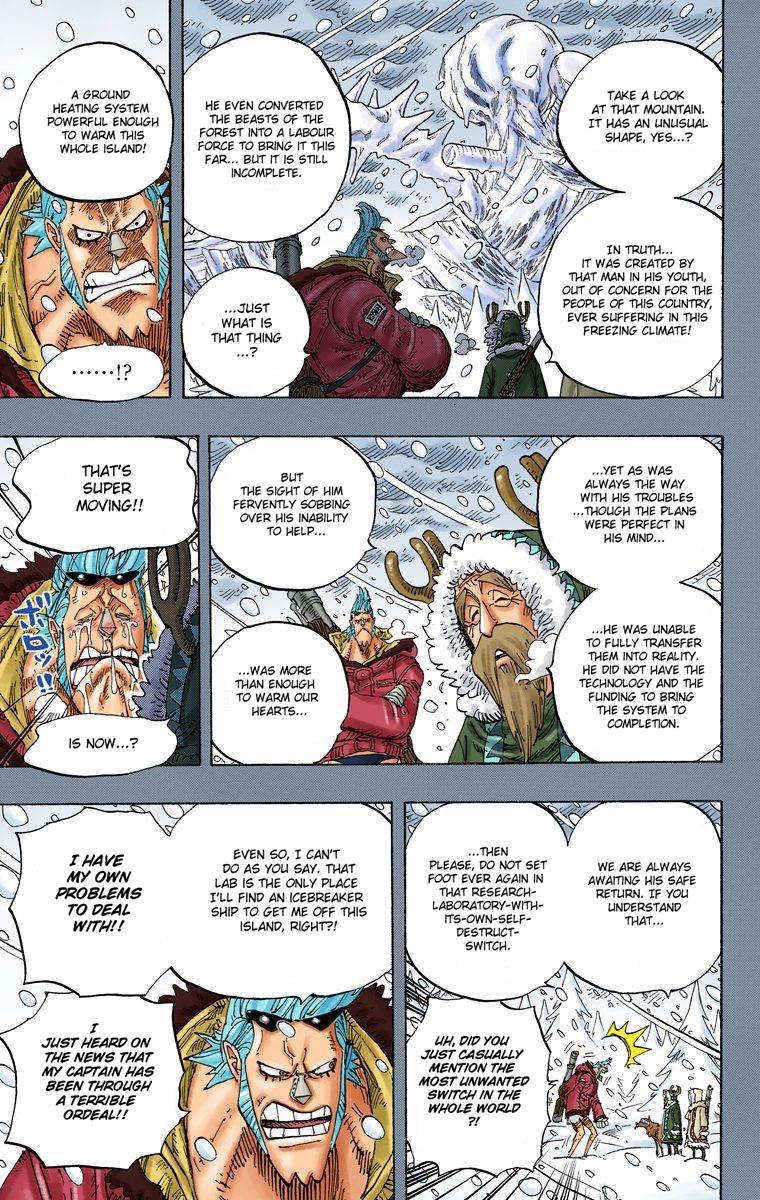 TAKE A LOOK
AT THAT MOUNTAIN.
IT HAS AN UNUSUAL
SHAPE, YES...?
IN TRUTH...
IT WAS CREATED BY
THAT MAN IN HIS YOUTH,
OUT OF CONCERN FOR THE
PEOPLE OF THIS COUNTRY,
EVER SUFFERING IN THIS
FREEZING CLIMATE!
HE EVEN CONVERTED
THE BEASTS OF THE
FOREST INTO A LABOUR
FORCE TO BRING IT THIS
FAR... BUT IT IS STILL
INCOMPLETE.
...JUST
WHAT IS
THAT THING
...?
A GROUND
HEATING SYSTEM
POWERFUL ENOUGH
TO WARM THIS
WHOLE ISLAND!
......!?
...YET AS WAS
ALWAYS THE WAY
WITH HIS TROUBLES
...THOUGH THE PLANS
WERE PERFECT IN
HIS MIND...
...HE WAS UNABLE
TO FULLY TRANSFER
THEM INTO REALITY.
HE DID NOT HAVE THE
TECHNOLOGY AND THE
FUNDING TO BRING
THE SYSTEM TO
COMPLETION.
BUT
THE SIGHT OF HIM
FERVENTLY SOBBING
OVER HIS INABILITY
TO HELP...
...WAS MORE
THAN ENOUGH
TO WARM OUR
HEARTS...
THAT'S
SUPER
MOVING!!
ボロッ!!
IS NOW...?
WE ARE ALWAYS
AWAITING HIS SAFE
RETURN. IF YOU
UNDERSTAND
THAT...
...THEN
PLEASE, DO NOT SET
FOOT EVER AGAIN IN
THAT RESEARCH-
LABORATORY-WITH-
ITS-OWN-SELF-
DESTRUCT-
SWITCH.
UH, DID YOU
JUST CASUALLY
MENTION THE
MOST UNWANTED
SWITCH IN
THE WHOLE WORLD
?!
EVEN SO, I CAN'T
DO AS YOU SAY. THAT
LAB IS THE ONLY PLACE
I'LL FIND AN ICEBREAKER
SHIP TO GET ME OFF THIS
ISLAND, RIGHT?!
I HAVE
MY OWN
PROBLEMS
TO DEAL
WITH!!
I
JUST HEARD ON
THE NEWS THAT
MY CAPTAIN HAS
BEEN THROUGH
A TERRIBLE
ORDEAL!!